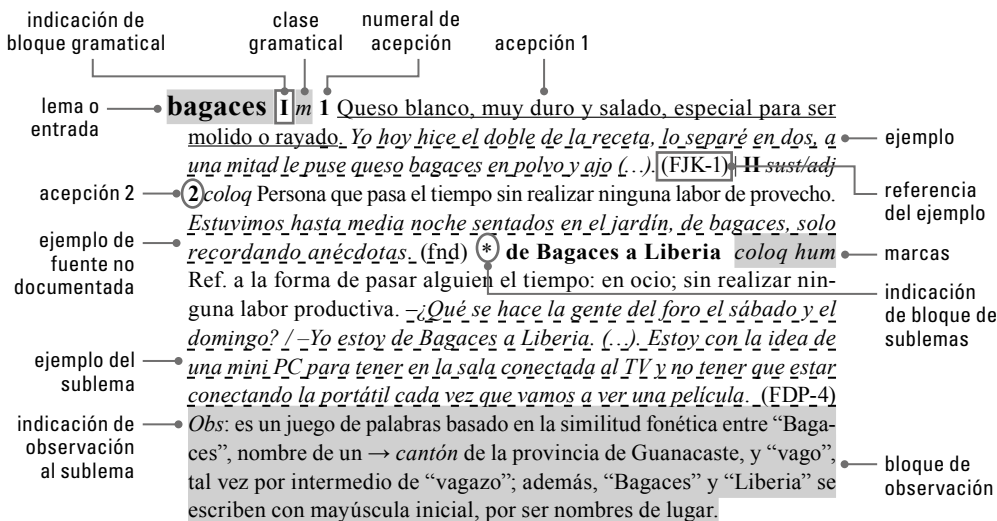 indicación de
bloque gramatical
clase
gramatical
numeral de
acepción
acepción 1
lema o
entrada
bagaces I m 1 Queso blanco, muy duro y salado, especial para ser
molido o rayado. Yo hoy hice el doble de la receta, lo separé en dos, a
una mitad le puse queso bagaces en polvo y ajo (…). (FJK-1) | II sust/adj
2 coloq Persona que pasa el tiempo sin realizar ninguna labor de provecho.
Estuvimos hasta media noche sentados en el jardín, de bagaces, solo
recordando anécdotas. (fnd) * de Bagaces a Liberia coloq hum
Ref. a la forma de pasar alguien el tiempo: en ocio; sin realizar nin-
guna labor productiva. –¿Qué se hace la gente del foro el sábado y el
domingo? / –Yo estoy de Bagaces a Liberia. (…). Estoy con la idea de
una mini PC para tener en la sala conectada al TV y no tener que estar
conectando la portátil cada vez que vamos a ver una película. (FDP-4)
Obs: es un juego de palabras basado en la similitud fonética entre “Baga-
ces”, nombre de un → cantón de la provincia de Guanacaste, y “vago”,
tal vez por intermedio de “vagazo”; además, “Bagaces” y “Liberia” se
escriben con mayúscula inicial, por ser nombres de lugar.
acepción 2
ejemplo de
fuente no
documentada
ejemplo del
sublema
indicación de
observación
al sublema
ejemplo
referencia
del ejemplo
marcas
indicación
de bloque de
sublemas
bloque de
observación